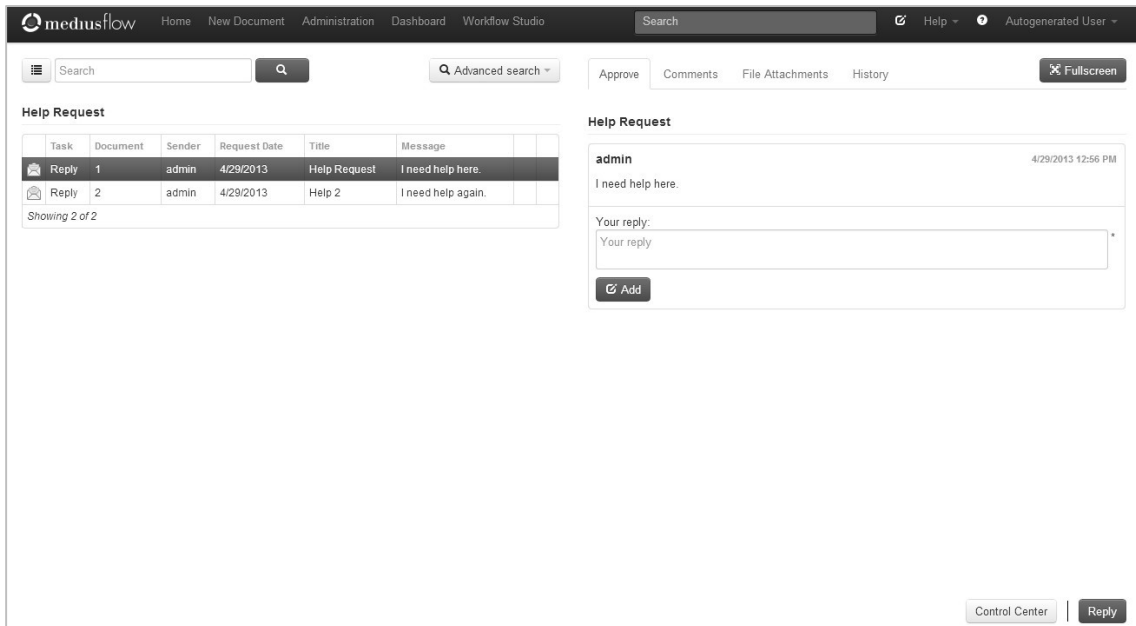 mediusflow Home New Document Administration Dashboard Workflow Studio Search Help Autogenerated User
Search Advanced search
Help Request
Task Document Sender Request Date Title Message
Reply 1 admin 4/29/2013 Help Request I need help here.
Reply 2 admin 4/29/2013 Help 2 I need help again.
Showing 2 of 2
Approve Comments File Attachments History Fullscreen
Help Request
admin 4/29/2013 12:56 PM
I need help here.
Your reply:
Your reply *
Add
Control Center Reply